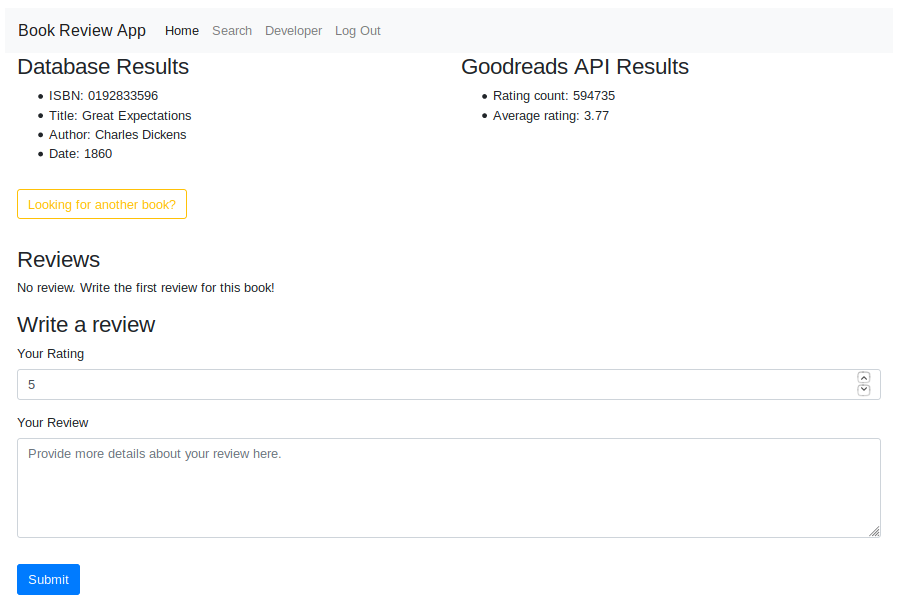 Book Review App Home Search Developer Log Out
Database Results
ISBN: 0192833596
Title: Great Expectations
Author: Charles Dickens
Date: 1860
Goodreads API Results
Rating count: 594735
Average rating: 3.77
Looking for another book?
Reviews
No review. Write the first review for this book!
Write a review
Your Rating
5
Your Review
Provide more details about your review here.
Submit